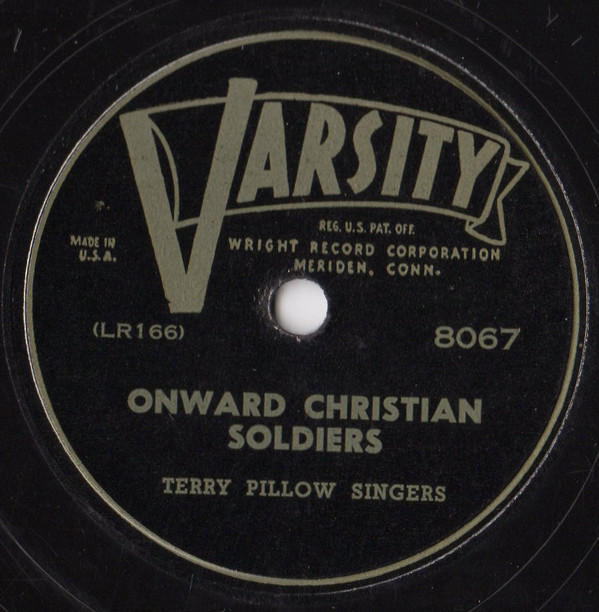 VARSITY
REG. U.S. PAT. OFF.
WRIGHT RECORD CORPORATION
MERIDEN, CONN.
MADE IN
U.S.A.
(LR166)
8067
ONWARD CHRISTIAN
SOLDIERS
TERRY PILLOW SINGERS